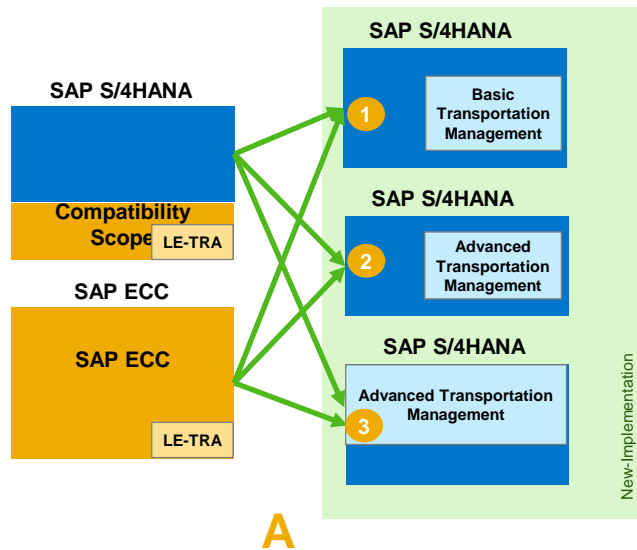 SAP S/4HANA
Compatibility
Scope
LE-TRA
SAP ECC
SAP ECC
LE-TRA
SAP S/4HANA
1
Basic
Transportation
Management
SAP S/4HANA
2
Advanced
Transportation
Management
SAP S/4HANA
Advanced Transportation
Management
3
New-Implementation
A